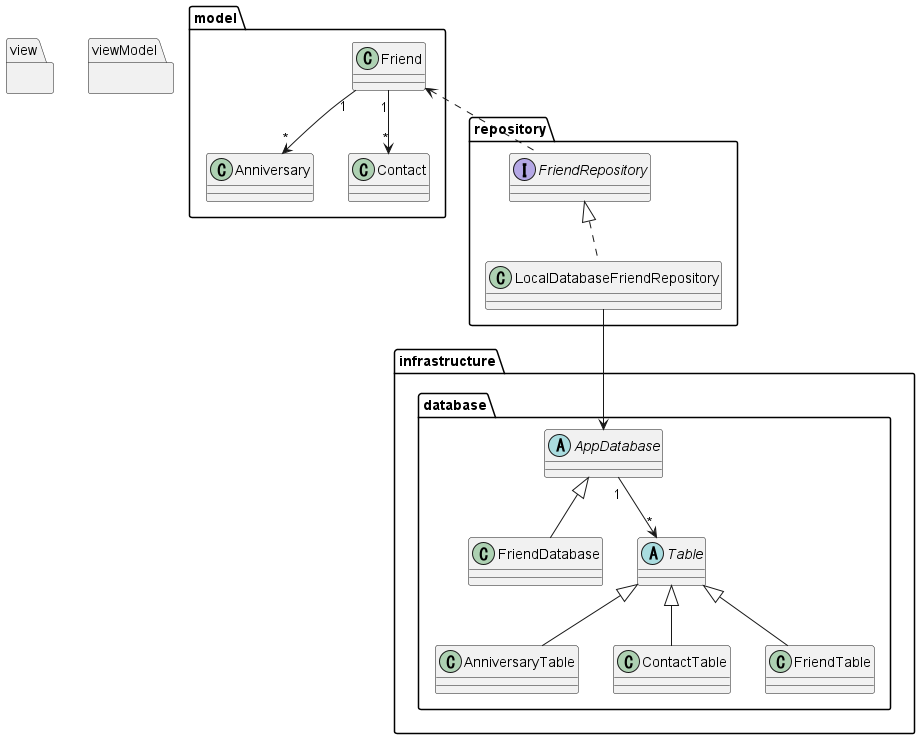 model
view
viewModel
C Friend
1
1
*
*
repository
C Anniversary
C Contact
I FriendRepository
C LocalDatabaseFriendRepository
infrastructure
database
A AppDatabase
1
*
C FriendDatabase
A Table
C AnniversaryTable
C ContactTable
C FriendTable